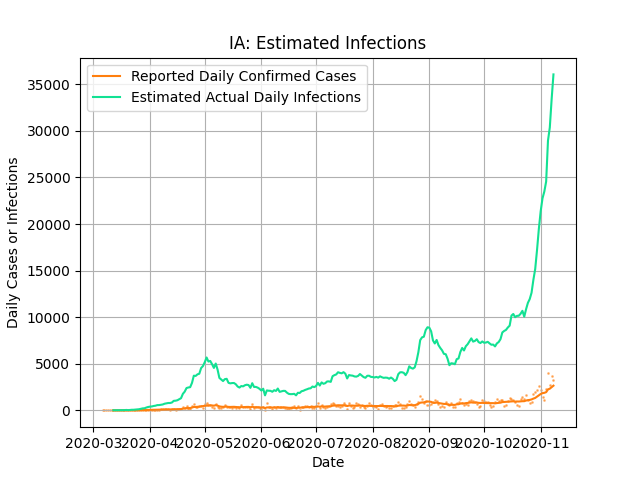 IA: Estimated Infections
Reported Daily Confirmed Cases
Estimated Actual Daily Infections
35000
30000
25000
20000
15000
10000
5000
0
Daily Cases or Infections
2020-03 2020-04 2020-05 2020-06 2020-07 2020-08 2020-09 2020-10 2020-11
Date